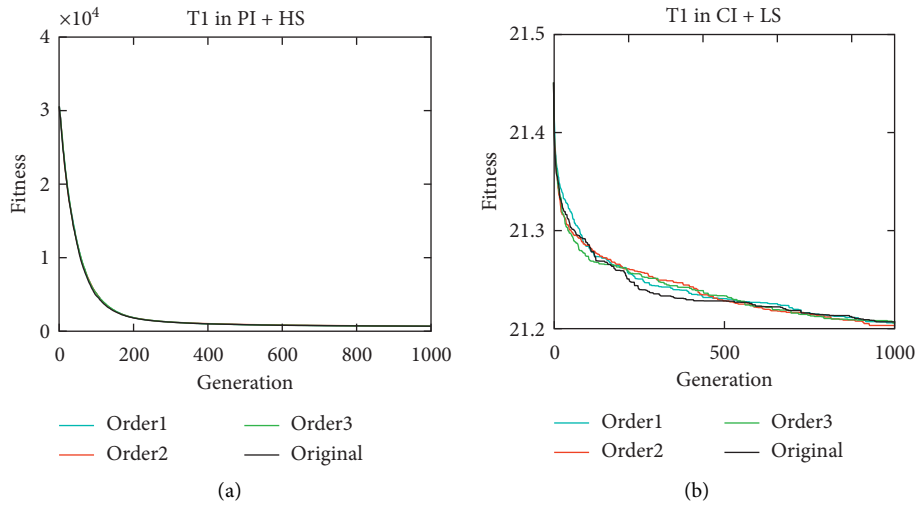 T1 in PI + HS
×10⁴
4
3
2
1
0
Fitness
0 200 400 600 800 1000
Generation
Order1 Order3
Order2 Original
(a)
T1 in CI + LS
21.5
21.4
21.3
21.2
Fitness
0 500 1000
Generation
Order1 Order3
Order2 Original
(b)